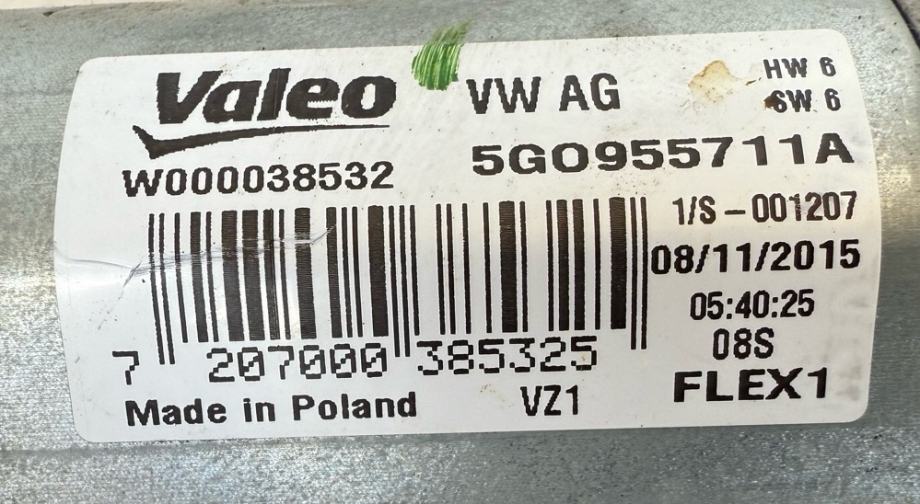 Valeo
VW AG
HW 6
SW 6
W000038532
5G0955711A
1/S - 001207
08/11/2015
05:40:25
08S
7 207000 385325
Made in Poland
VZ1
FLEX1